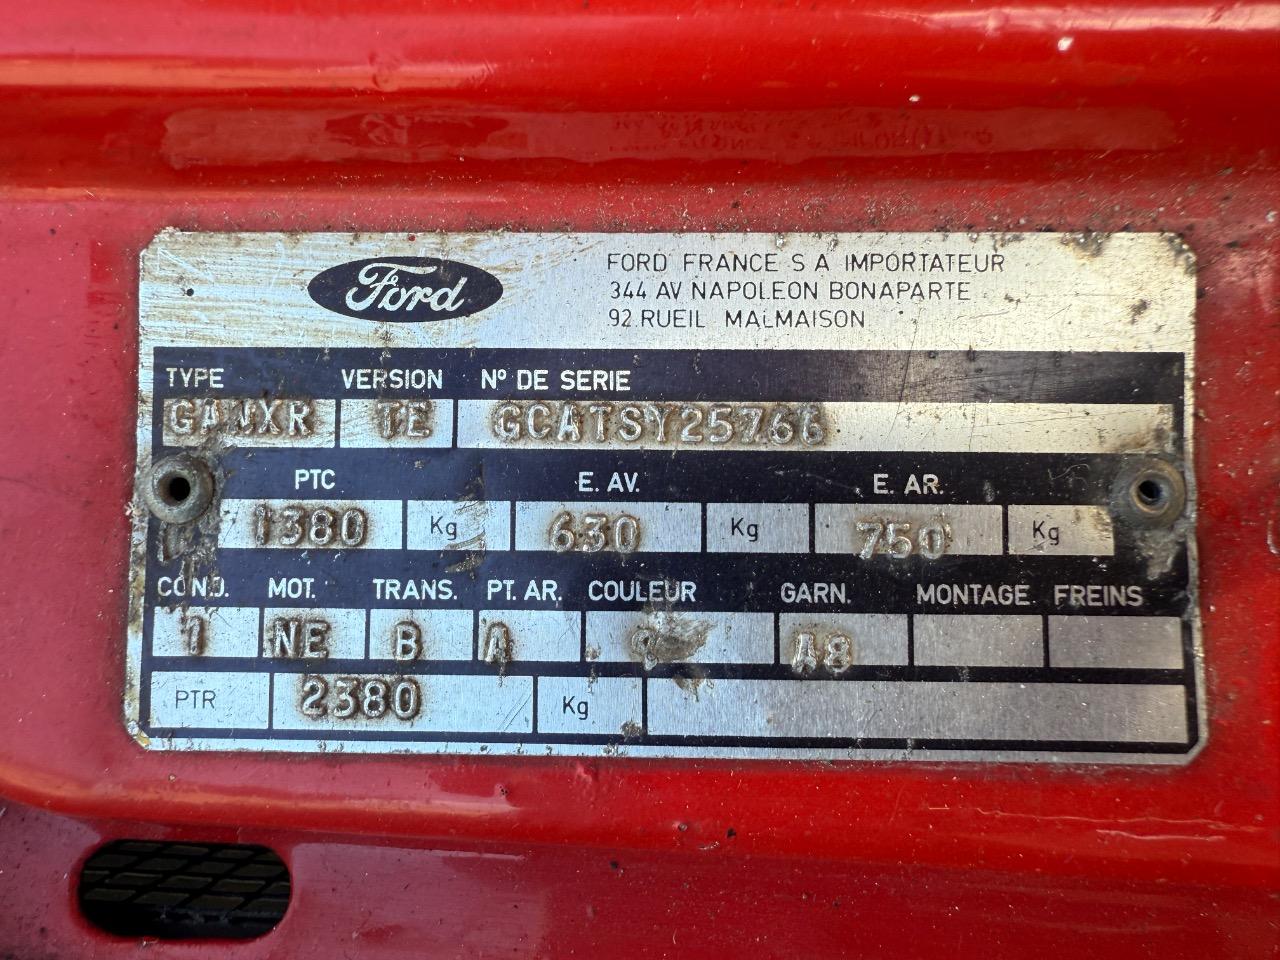 Ford
FORD FRANCE S A IMPORTATEUR
344 AV NAPOLEON BONAPARTE
92 RUEIL MALMAISON
TYPE VERSION Nº DE SERIE
TE GCATSY25766
PTC E. AV. E. AR.
1380 Kg 630 Kg 750 Kg
COND. MOT. TRANS. PT. AR. COULEUR GARN. MONTAGE FREINS
1 NE B A A8
PTR 2380 Kg